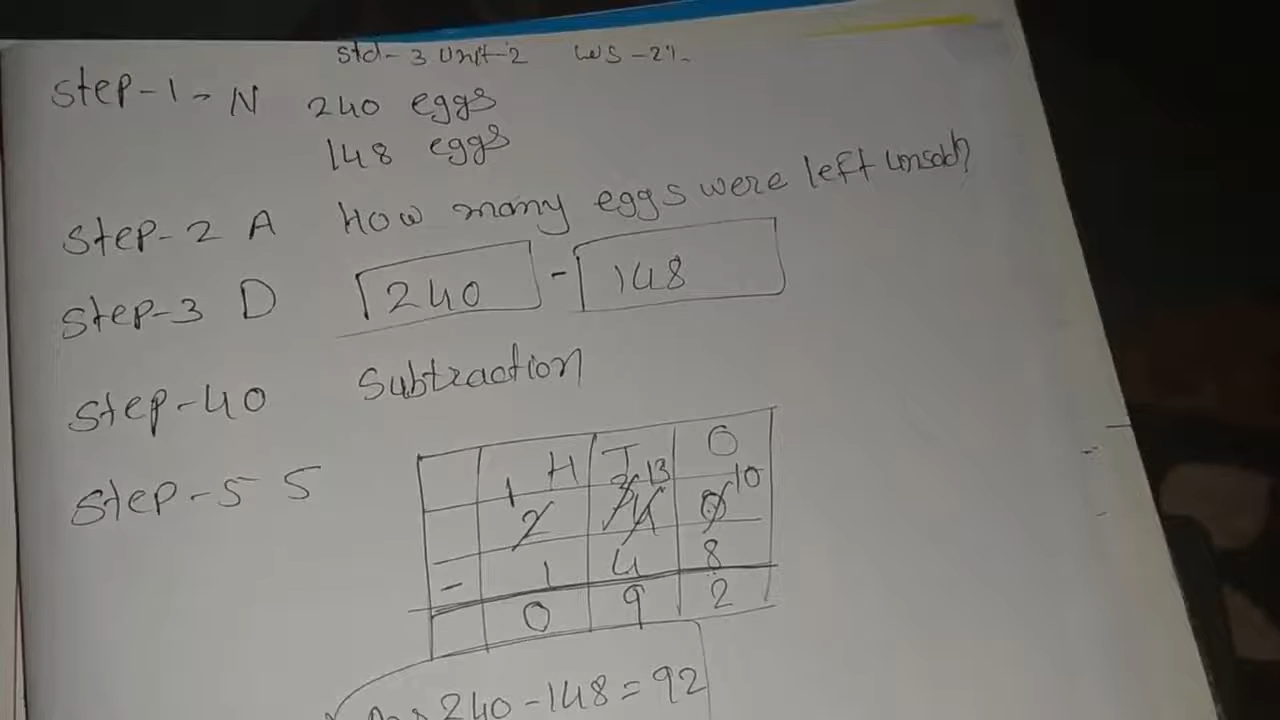 Std-3 Unit-2 WS-21.
Step-1-N 240 eggs
148 eggs
Step-2 A How many eggs were left unsold?
Step-3 D 240 - 148
Step-4 O Subtraction
Step-5 S
H T O
1 3 13 10
2 4 0
- 1 4 8
0 9 2
Ans 240-148=92